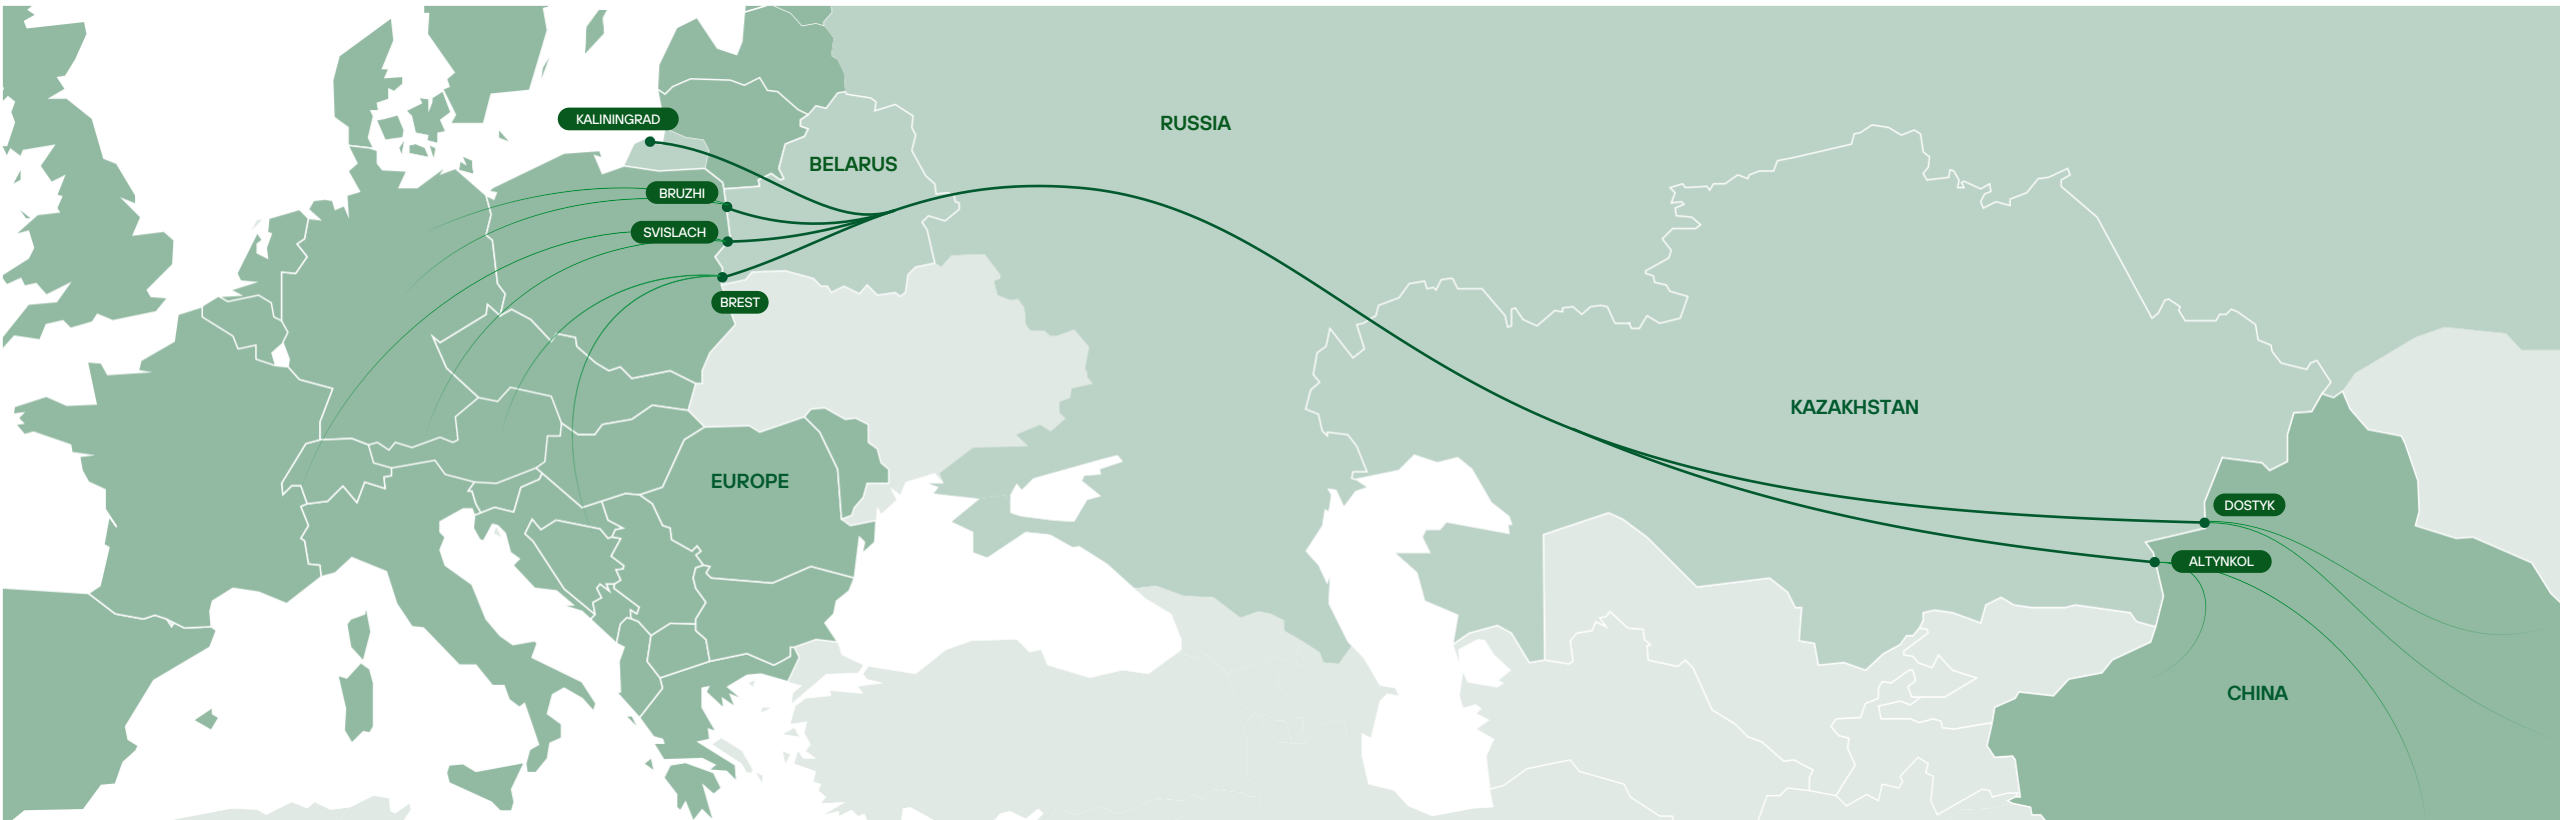 KALININGRAD
RUSSIA
BELARUS
BRUZHI
SVISLACH
BREST
KAZAKHSTAN
EUROPE
DOSTYK
ALTYNKOL
CHINA